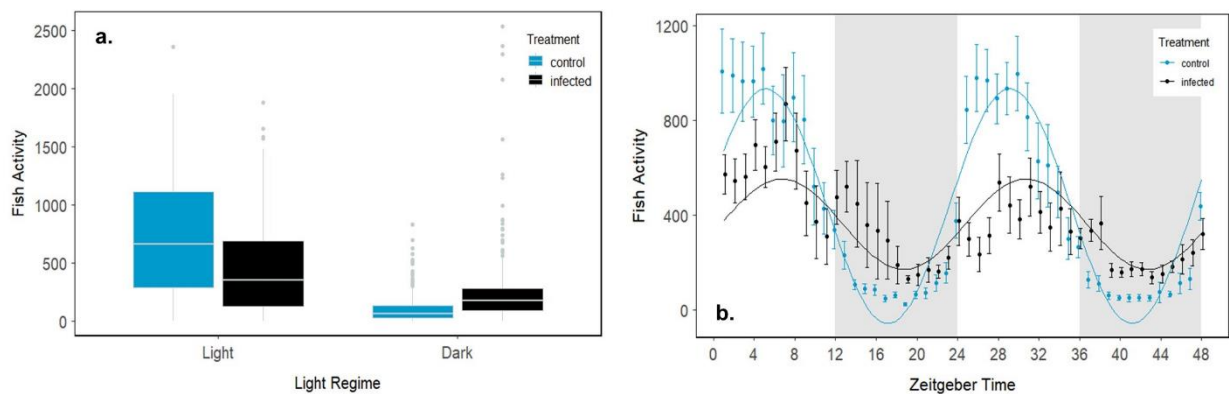 a.
Treatment
control
infected
2500
2000
1500
1000
500
0
Fish Activity
Light Dark
Light Regime
b.
Treatment
control
infected
1200
800
400
0
Fish Activity
0 4 8 12 16 20 24 28 32 36 40 44 48
Zeitgeber Time